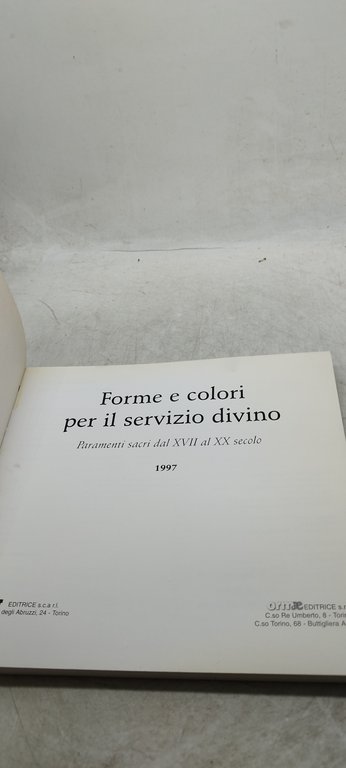 Forme e colori
per il servizio divino
Paramenti sacri dal XVII al XX secolo
1997
EDITRICE s.c.a r.l.
degli Abruzzi, 24 - Torino
EDITRICE s.r
C.so Re Umberto, 8 - Torin
C.so Torino, 68 - Buttigliera A